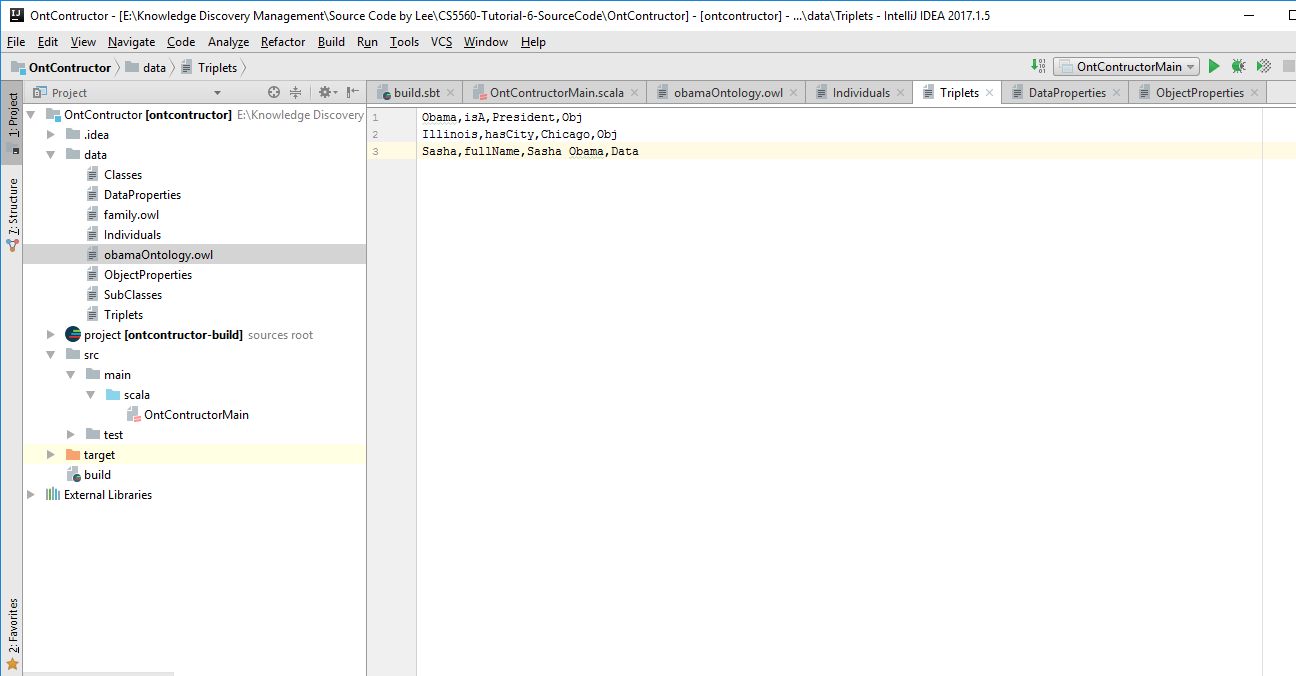 OntContructor - [E:\Knowledge Discovery Management\Source Code by Lee\CS5560-Tutorial-6-SourceCode\OntContructor] - [ontcontructor] - ...\data\Triplets - IntelliJ IDEA 2017.1.5
File Edit View Navigate Code Analyze Refactor Build Run Tools VCS Window Help
OntContructor data Triplets OntContructorMain
Project
build.sbt OntContructorMain.scala obamaOntology.owl Individuals Triplets DataProperties ObjectProperties
1: Project
7: Structure
2: Favorites
OntContructor [ontcontructor] E:\Knowledge Discovery
.idea
data
Classes
DataProperties
family.owl
Individuals
obamaOntology.owl
ObjectProperties
SubClasses
Triplets
project [ontcontructor-build] sources root
src
main
scala
OntContructorMain
test
target
build
External Libraries
1 Obama,isA,President,Obj
2 Illinois,hasCity,Chicago,Obj
3 Sasha,fullName,Sasha Obama,Data